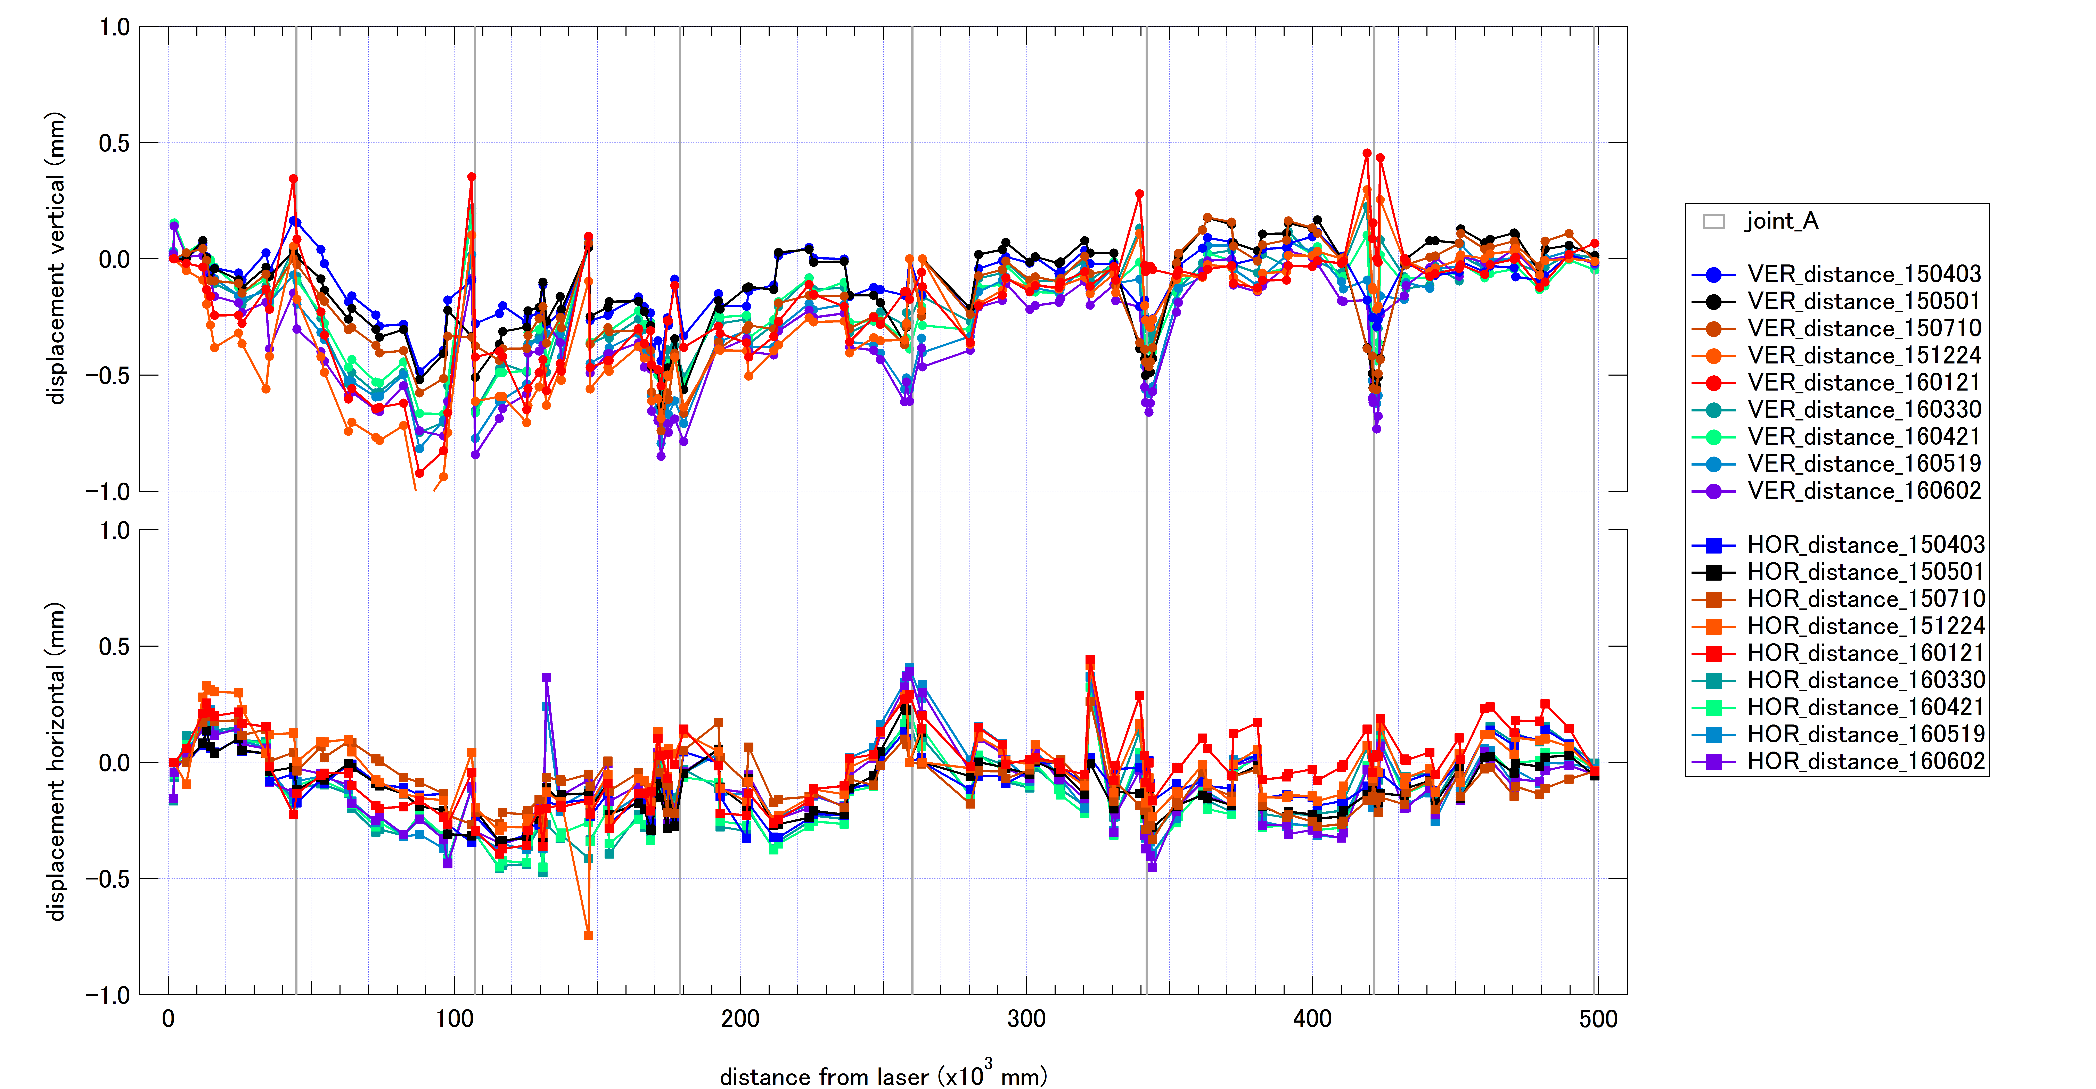 1.0
0.5
0.0
−0.5
−1.0
displacement vertical (mm)
1.0
0.5
0.0
−0.5
−1.0
displacement horizontal (mm)
0 100 200 300 400 500
distance from laser (x10³ mm)
joint_A
VER_distance_150403
VER_distance_150501
VER_distance_150710
VER_distance_151224
VER_distance_160121
VER_distance_160330
VER_distance_160421
VER_distance_160519
VER_distance_160602
HOR_distance_150403
HOR_distance_150501
HOR_distance_150710
HOR_distance_151224
HOR_distance_160121
HOR_distance_160330
HOR_distance_160421
HOR_distance_160519
HOR_distance_160602